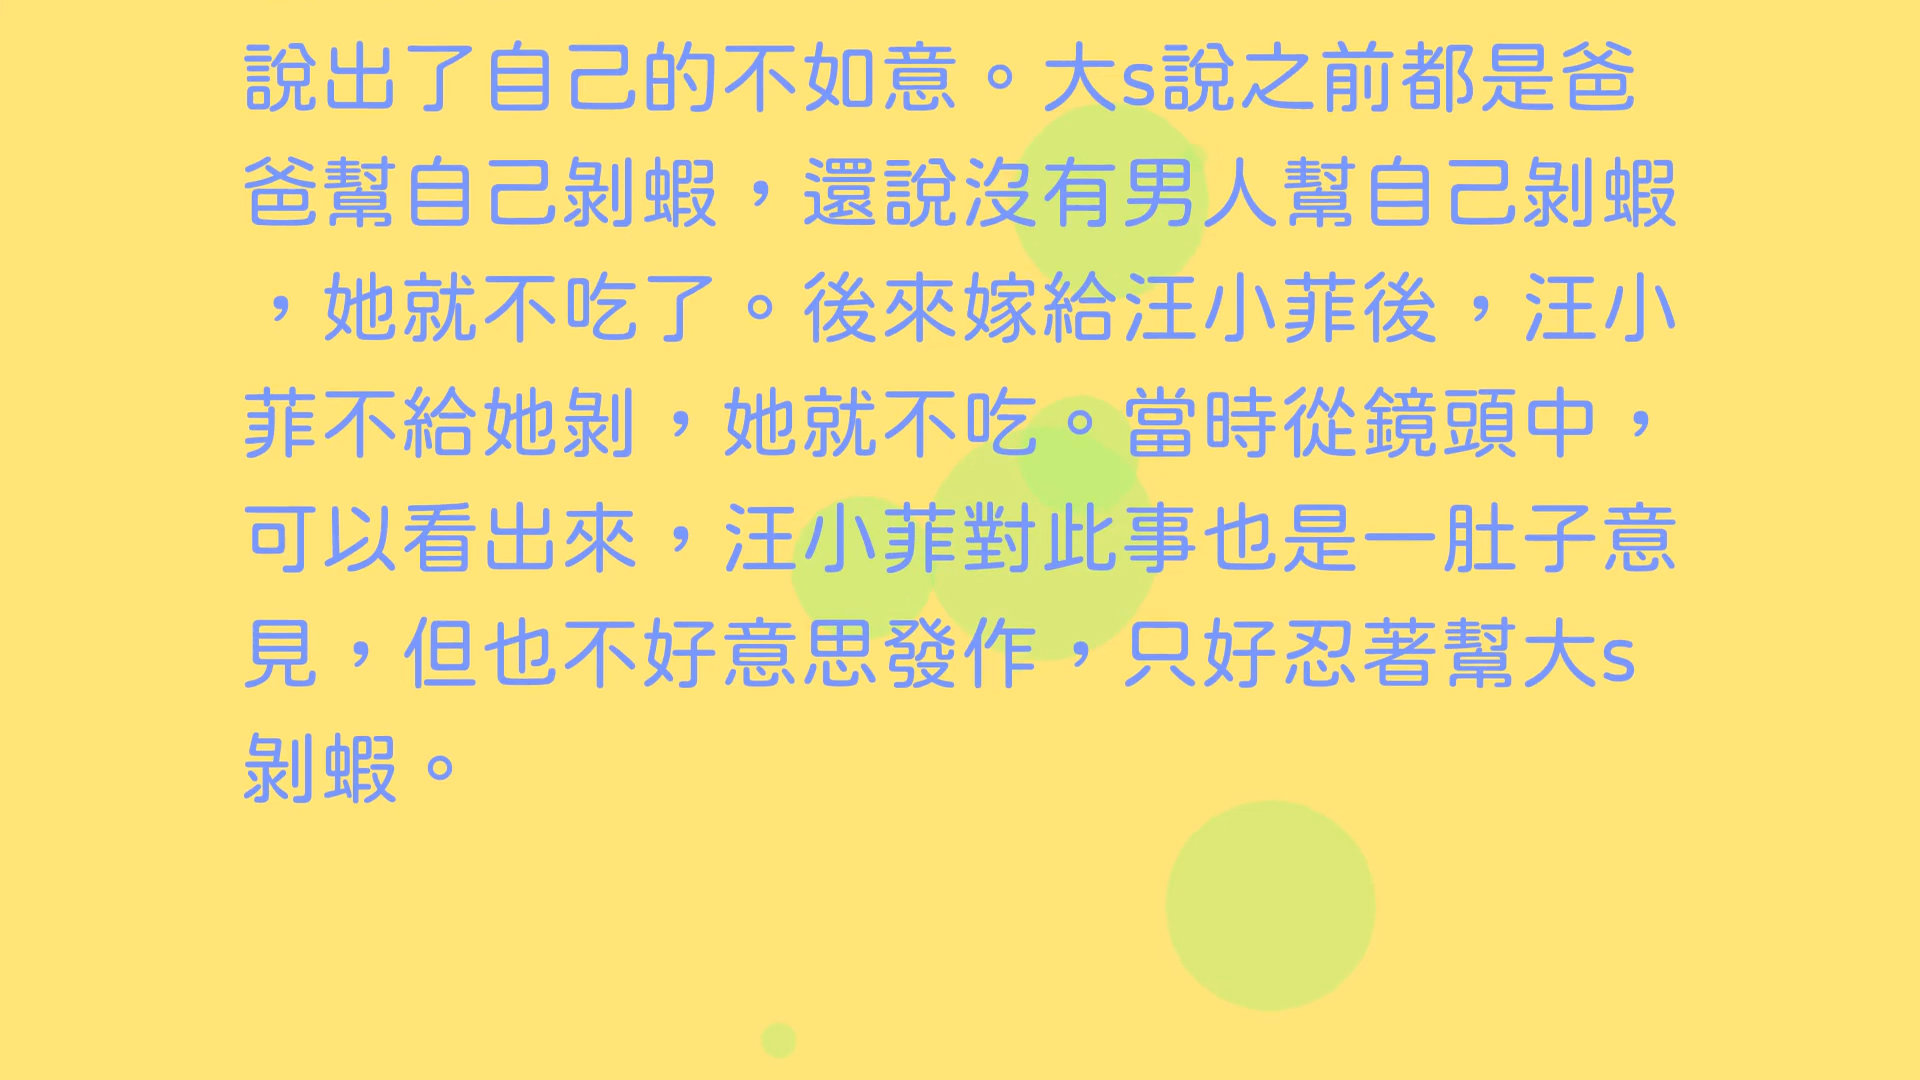 說出了自己的不如意。大s說之前都是爸
爸幫自己剝蝦，還說沒有男人幫自己剝蝦
，她就不吃了。後來嫁給汪小菲後，汪小
菲不給她剝，她就不吃。當時從鏡頭中，
可以看出來，汪小菲對此事也是一肚子意
見，但也不好意思發作，只好忍著幫大s
剝蝦。